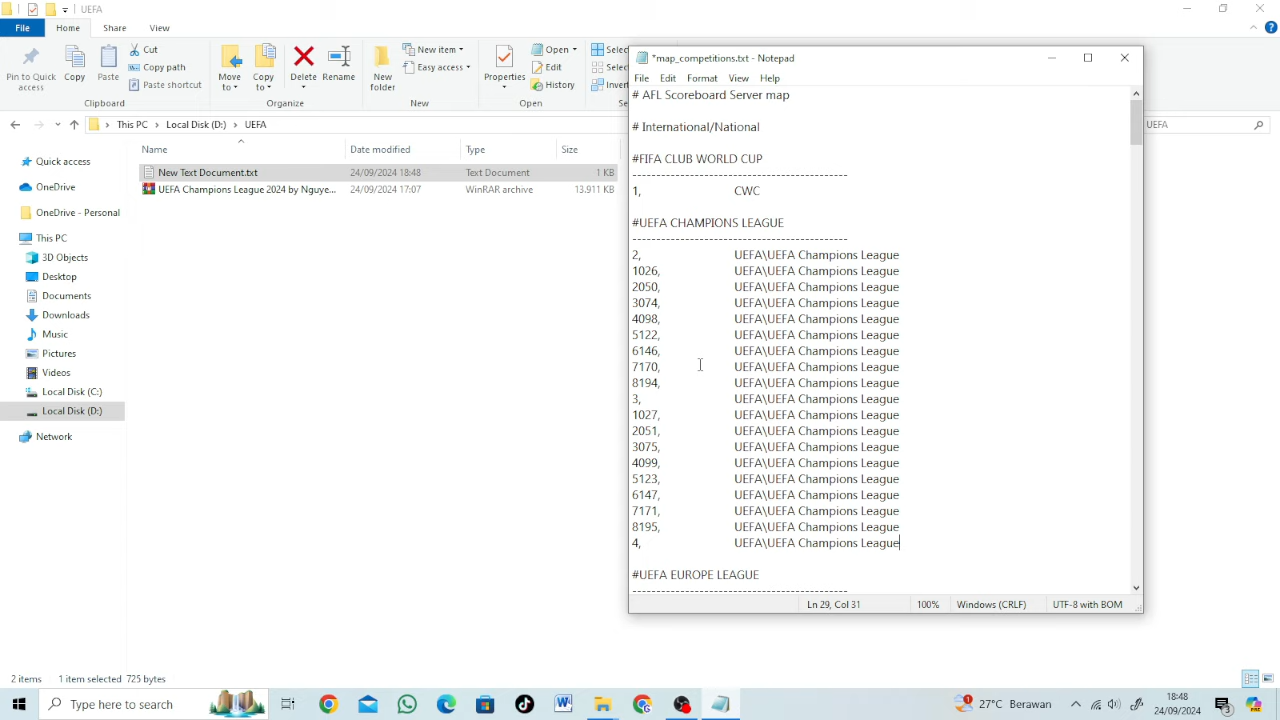 UEFA
File Home Share View
Pin to Quick access
Copy
Paste
Cut
Copy path
Paste shortcut
Clipboard
Move to
Copy to
Delete
Rename
Organize
New folder
New item
Easy access
New
Properties
Open
Edit
History
Open
This PC Local Disk (D:) UEFA
UEFA
Quick access
OneDrive
OneDrive - Personal
This PC
3D Objects
Desktop
Documents
Downloads
Music
Pictures
Videos
Local Disk (C:)
Local Disk (D:)
Network
Name Date modified Type Size
New Text Document.txt 24/09/2024 18:48 Text Document 1 KB
UEFA Champions League 2024 by Nguye... 24/09/2024 17:07 WinRAR archive 13.911 KB
*map_competitions.txt - Notepad
File Edit Format View Help
# AFL Scoreboard Server map
# International/National
#FIFA CLUB WORLD CUP
--------------------------------------------
1, CWC
#UEFA CHAMPIONS LEAGUE
--------------------------------------------
2, UEFA\UEFA Champions League
1026, UEFA\UEFA Champions League
2050, UEFA\UEFA Champions League
3074, UEFA\UEFA Champions League
4098, UEFA\UEFA Champions League
5122, UEFA\UEFA Champions League
6146, UEFA\UEFA Champions League
7170, UEFA\UEFA Champions League
8194, UEFA\UEFA Champions League
3, UEFA\UEFA Champions League
1027, UEFA\UEFA Champions League
2051, UEFA\UEFA Champions League
3075, UEFA\UEFA Champions League
4099, UEFA\UEFA Champions League
5123, UEFA\UEFA Champions League
6147, UEFA\UEFA Champions League
7171, UEFA\UEFA Champions League
8195, UEFA\UEFA Champions League
4, UEFA\UEFA Champions League
#UEFA EUROPE LEAGUE
--------------------------------------------
Ln 29, Col 31 100% Windows (CRLF) UTF-8 with BOM
2 items 1 item selected 725 bytes
Type here to search
27°C Berawan
18:48
24/09/2024
3